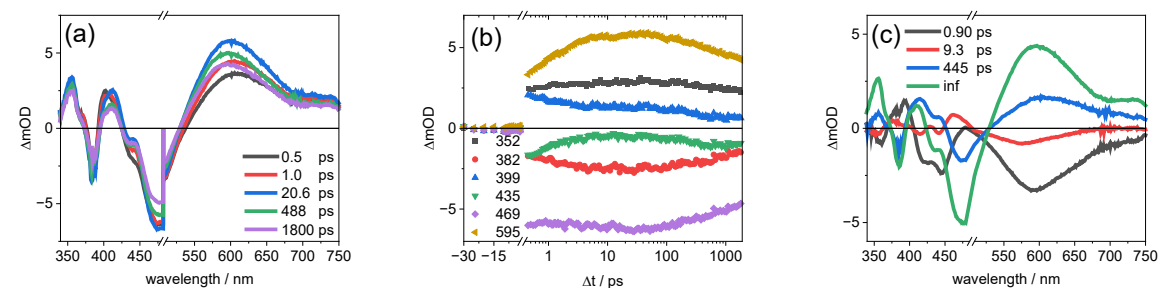 (a)
ΔmOD
5
0
−5
0.5 ps
1.0 ps
20.6 ps
488 ps
1800 ps
350 400 450 550 600 650 700 750
wavelength / nm
(b)
ΔmOD
5
0
−5
352
382
399
435
469
595
−30 −15 1 10 100 1000
Δt / ps
(c)
ΔmOD
5
0
−5
0.90 ps
9.3 ps
445 ps
inf
350 400 450 550 600 650 700 750
wavelength / nm